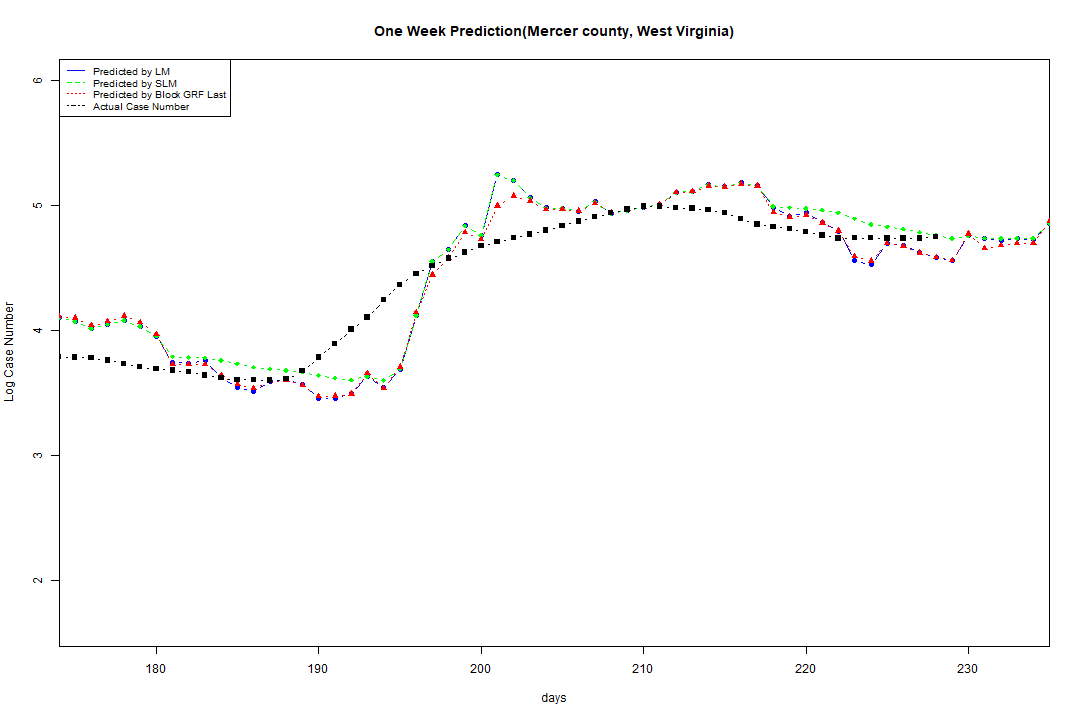 One Week Prediction(Mercer county, West Virginia)
Predicted by LM
Predicted by SLM
Predicted by Block GRF Last
Actual Case Number
6
5
4
3
2
Log Case Number
180 190 200 210 220 230
days